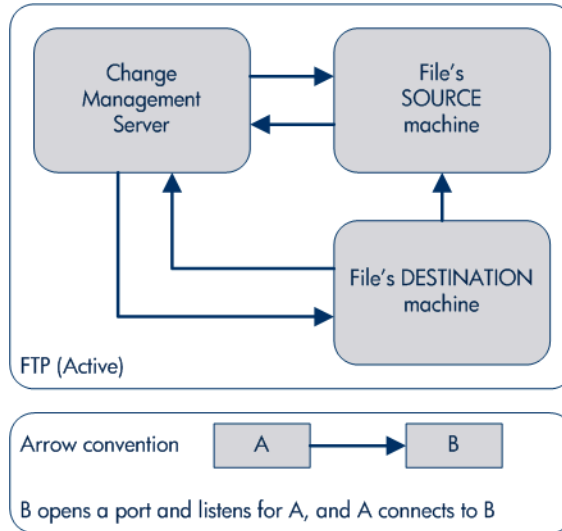 Change
Management
Server
File's
SOURCE
machine
File's DESTINATION
machine
FTP (Active)
Arrow convention
A
B
B opens a port and listens for A, and A connects to B